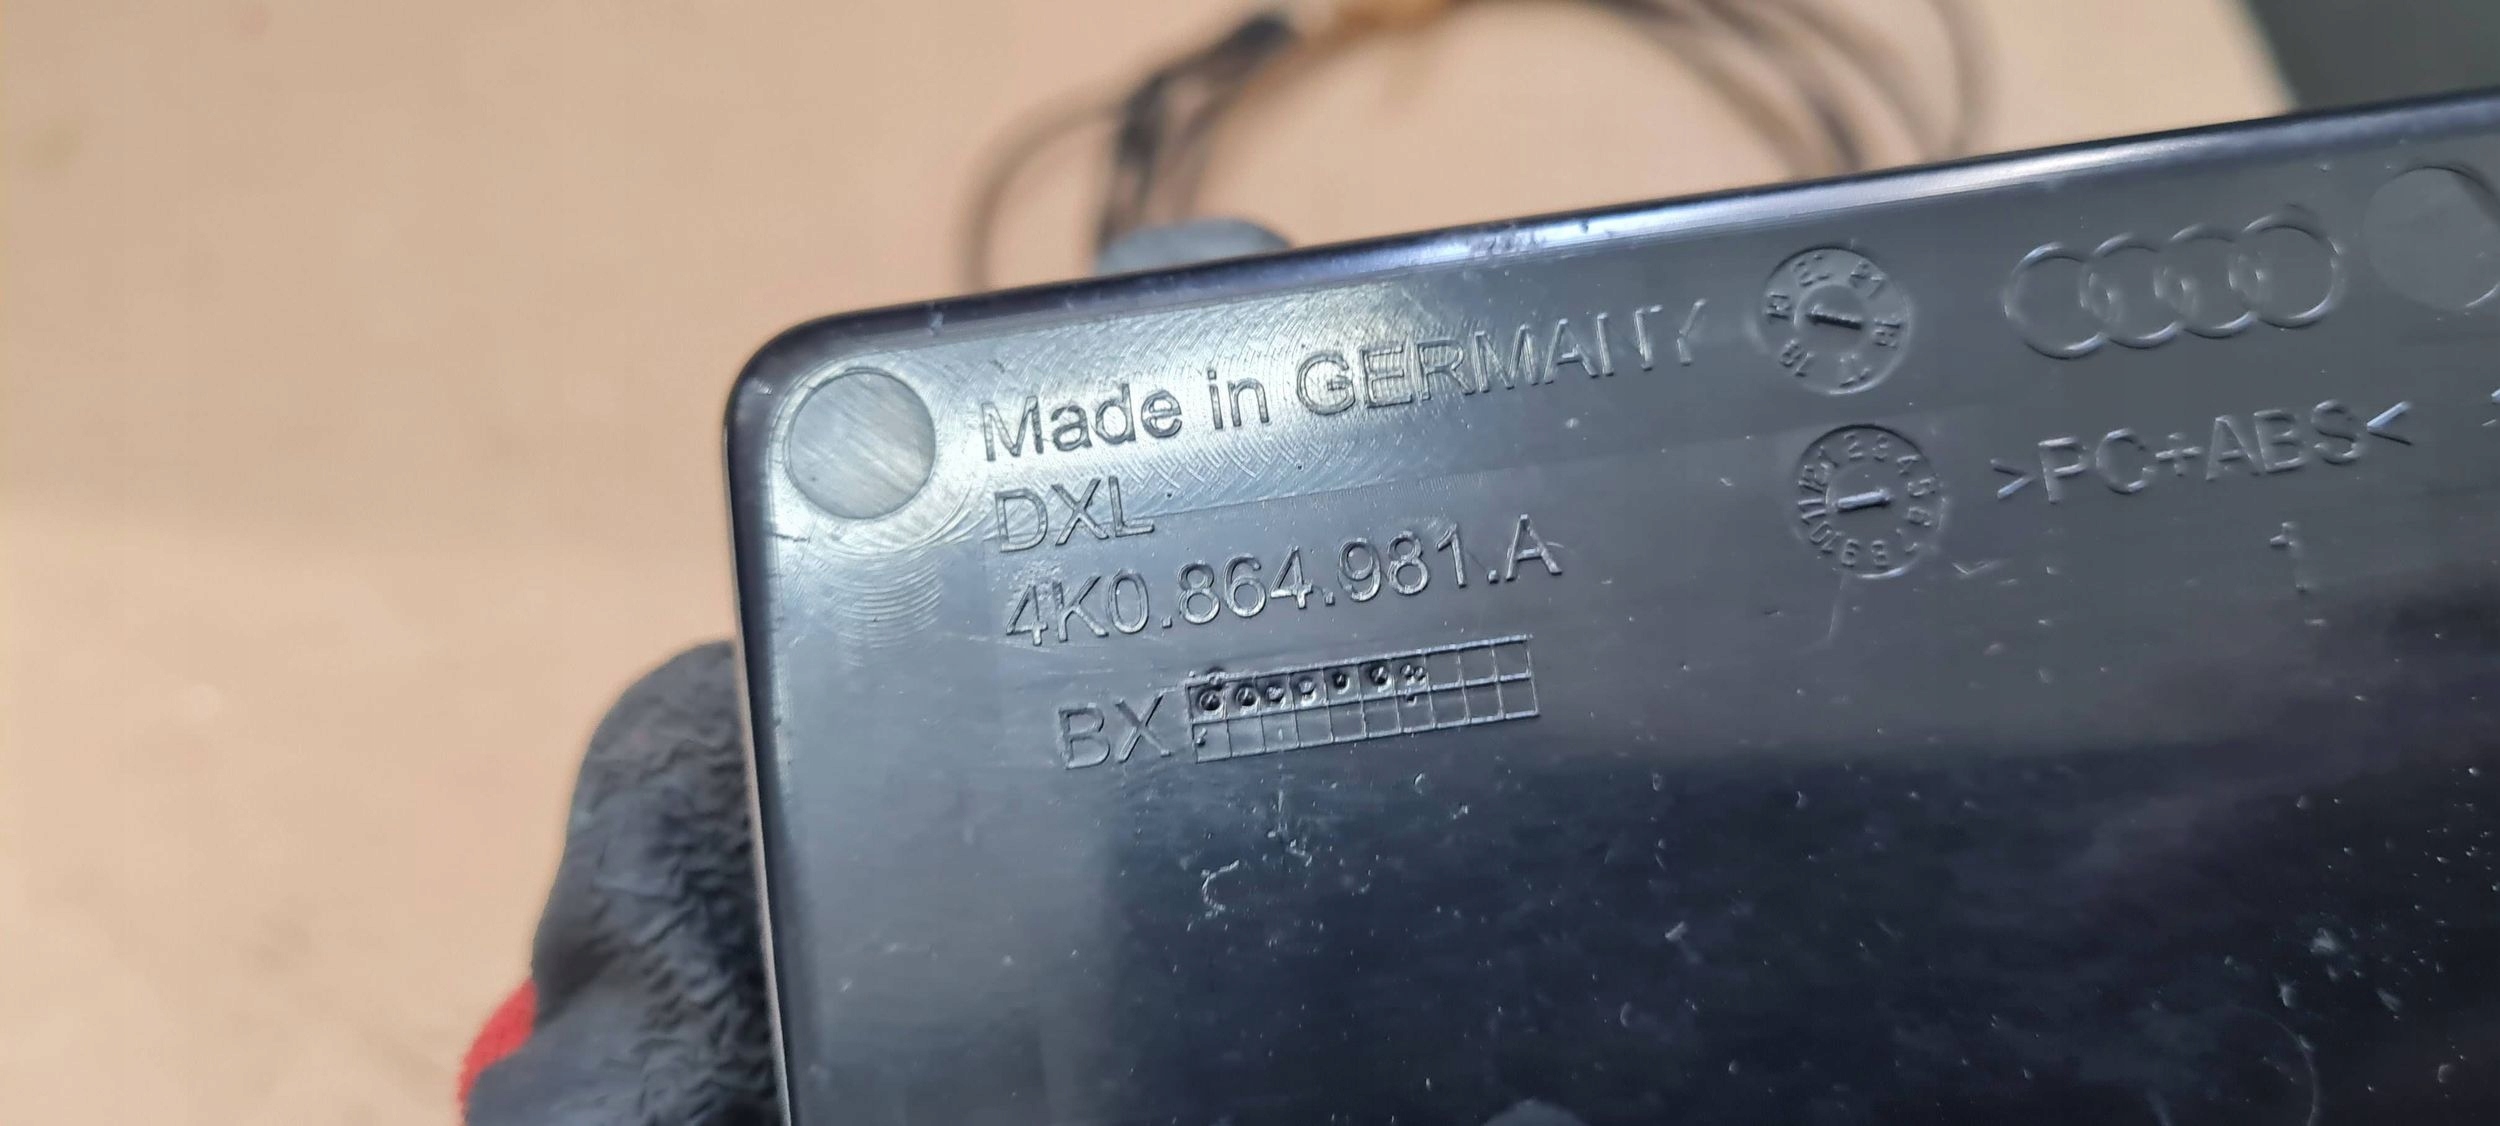 Made in GERMANY
DXL
4K0.864.981.A
BX
>PC+ABS<